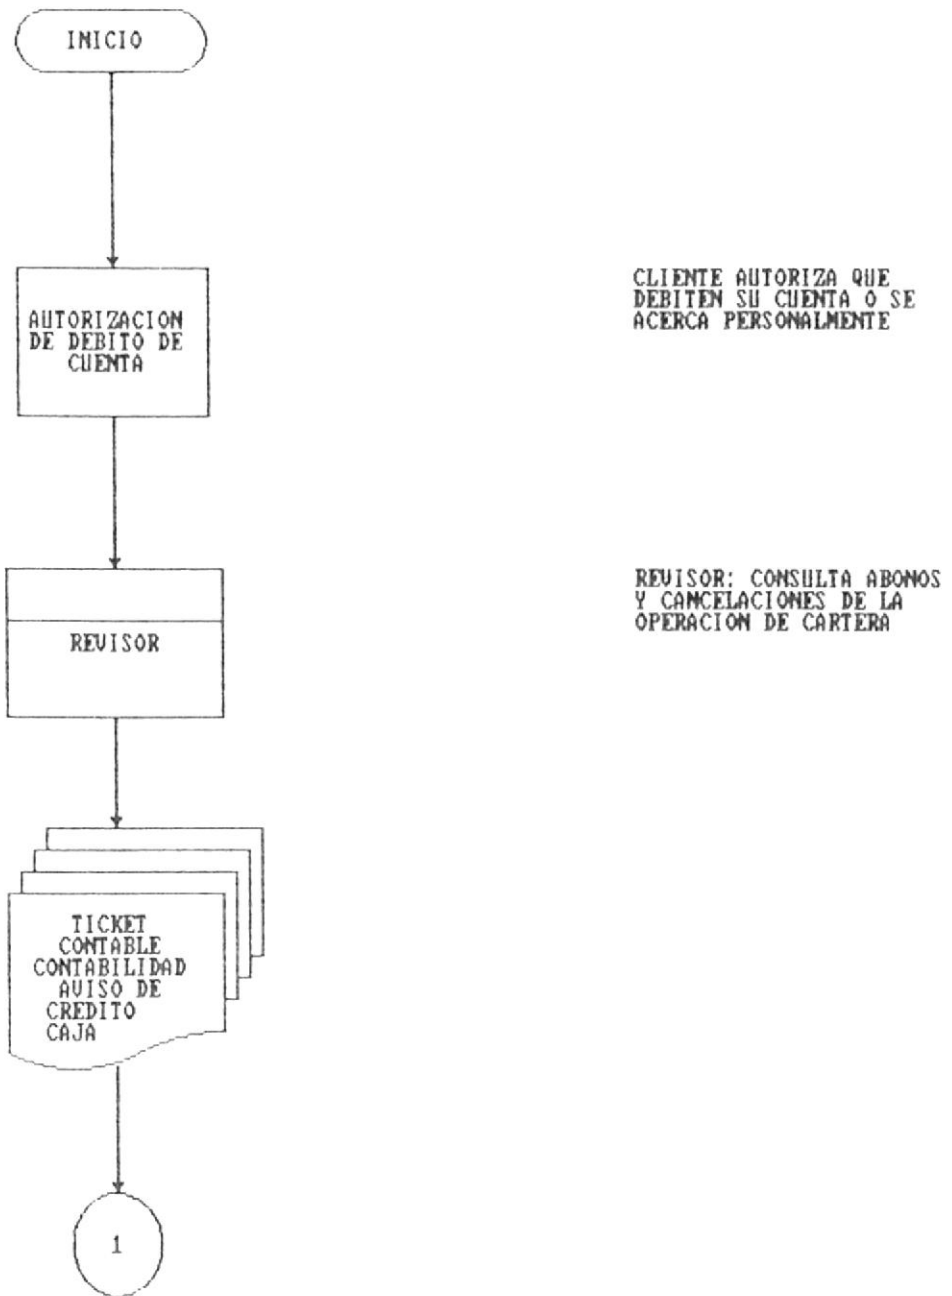 INICIO
AUTORIZACION
DE DEBITO DE
CUENTA
CLIENTE AUTORIZA QUE
DEBITEN SU CUENTA O SE
ACERCA PERSONALMENTE
REVISOR
REVISOR: CONSULTA ABONOS
Y CANCELACIONES DE LA
OPERACION DE CARTERA
TICKET
CONTABLE
CONTABILIDAD
AVISO DE
CREDITO
CAJA
1